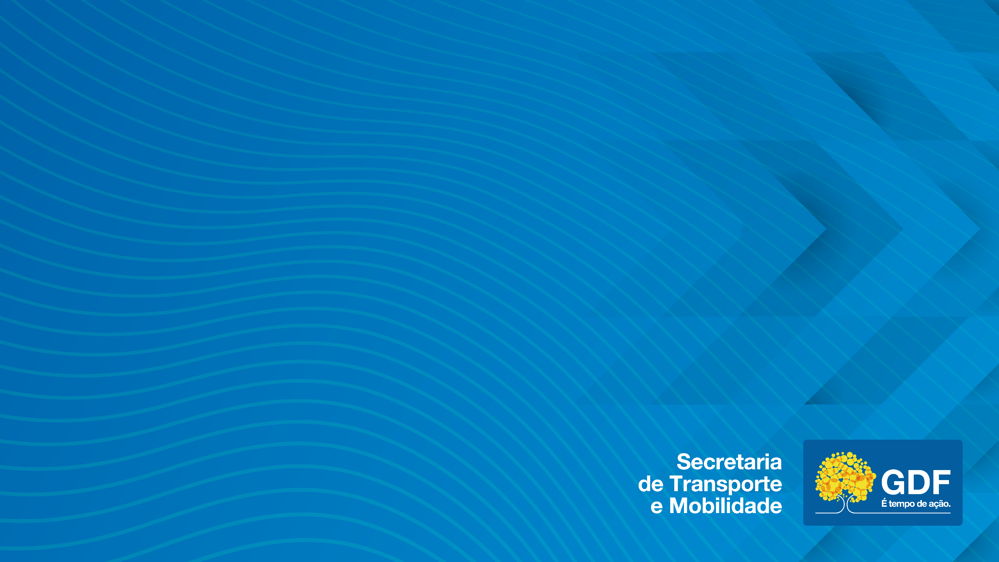 Secretaria
de Transporte
e Mobilidade
GDF
É tempo de ação.